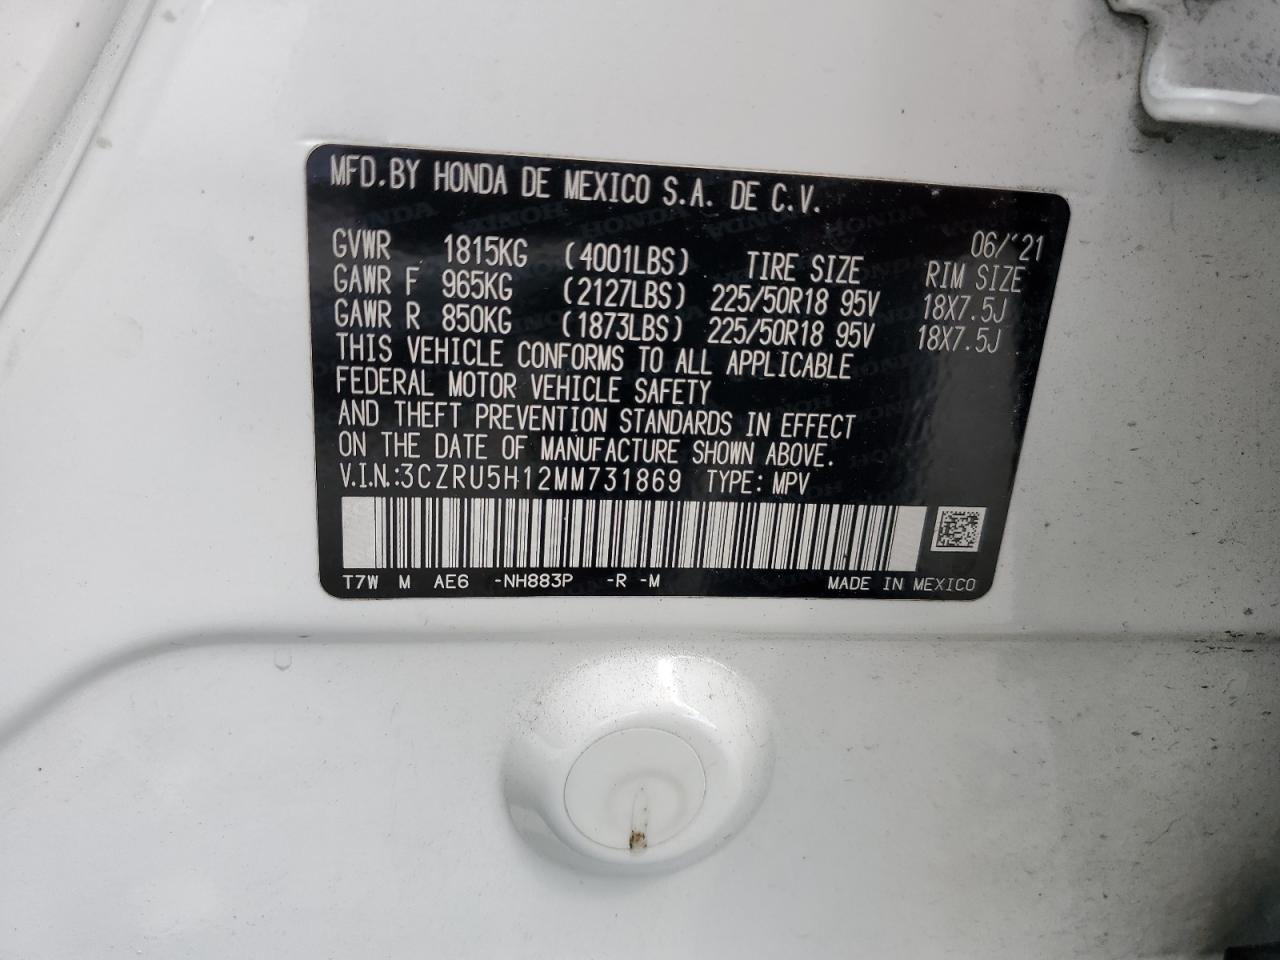 MFD.BY HONDA DE MEXICO S.A. DE C.V.
06/'21
GVWR 1815KG (4001LBS) TIRE SIZE RIM SIZE
GAWR F 965KG (2127LBS) 225/50R18 95V 18X7.5J
GAWR R 850KG (1873LBS) 225/50R18 95V 18X7.5J
THIS VEHICLE CONFORMS TO ALL APPLICABLE
FEDERAL MOTOR VEHICLE SAFETY
AND THEFT PREVENTION STANDARDS IN EFFECT
ON THE DATE OF MANUFACTURE SHOWN ABOVE.
V.I.N.:3CZRU5H12MM731869 TYPE: MPV
T7W M AE6 -NH883P -R -M MADE IN MEXICO